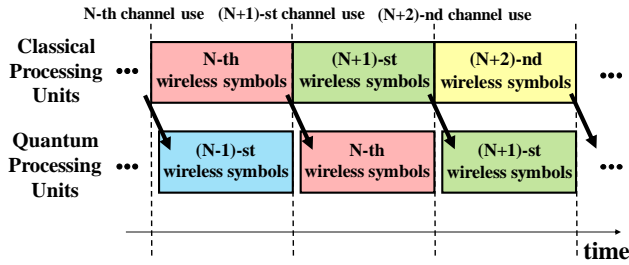 N-th channel use (N+1)-st channel use (N+2)-nd channel use
Classical
Processing
Units
•••
N-th
wireless symbols
(N+1)-st
wireless symbols
(N+2)-nd
wireless symbols
•••
Quantum
Processing
Units
•••
(N-1)-st
wireless symbols
N-th
wireless symbols
(N+1)-st
wireless symbols
•••
time